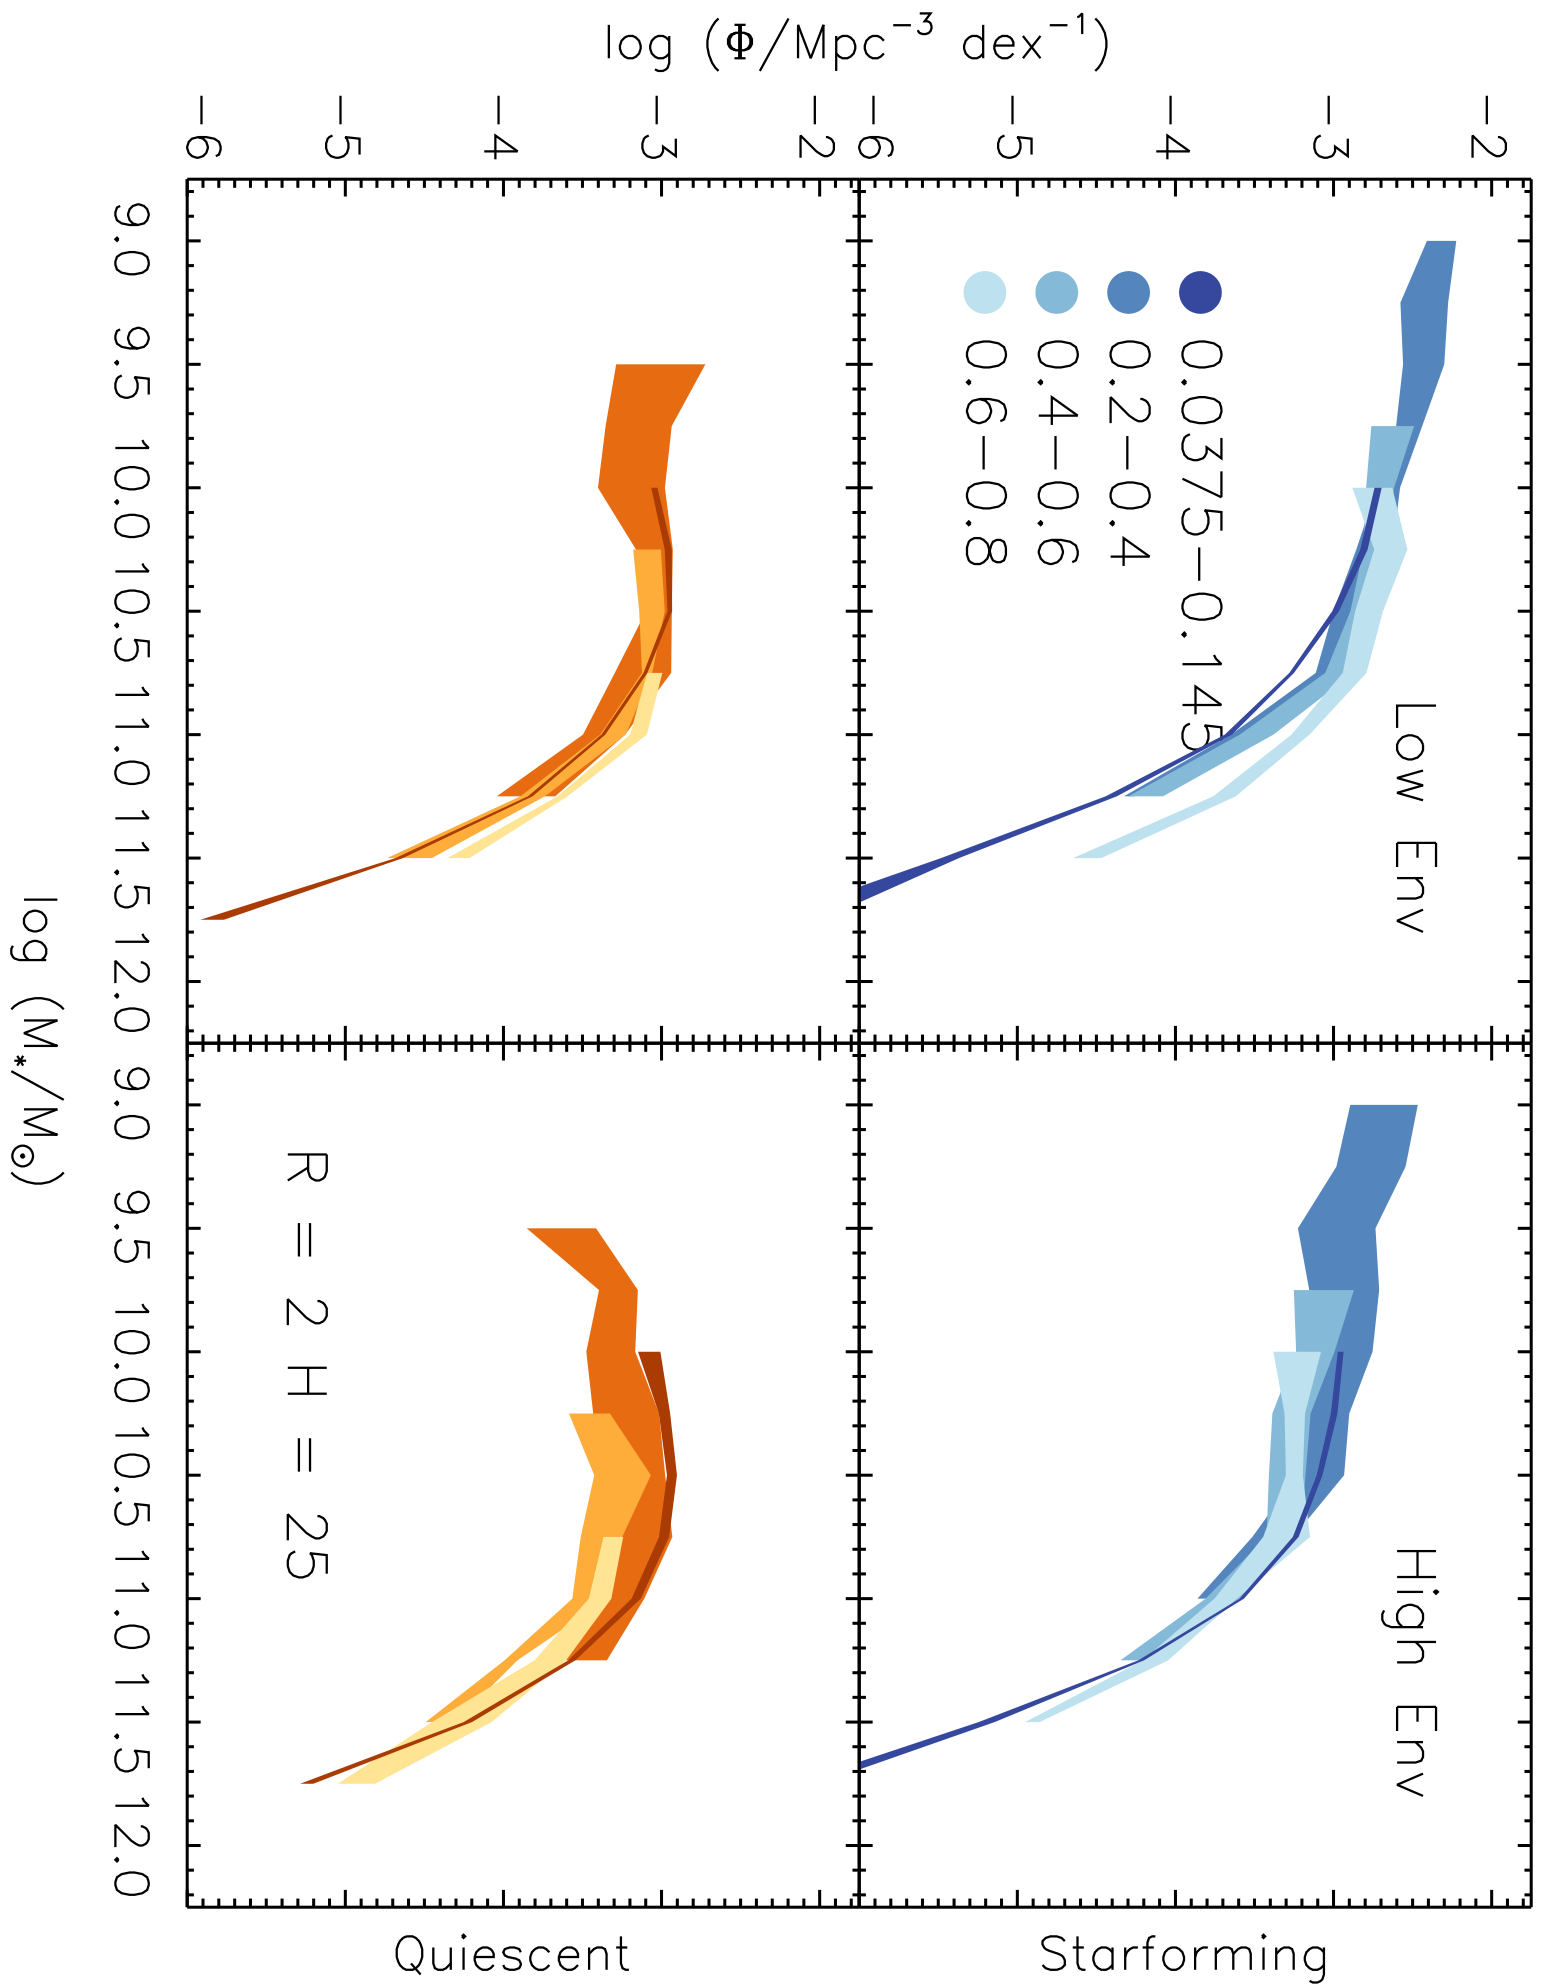 Low Env
High Env
0.0375–0.145
0.2–0.4
0.4–0.6
0.6–0.8
R = 2 H = 25
log (Φ/Mpc⁻³ dex⁻¹)
−2
−3
−4
−5
−6
−2
−3
−4
−5
−6
Starforming
Quiescent
9.0 9.5 10.0 10.5 11.0 11.5 12.0
9.0 9.5 10.0 10.5 11.0 11.5 12.0
log (M*/M⊙)